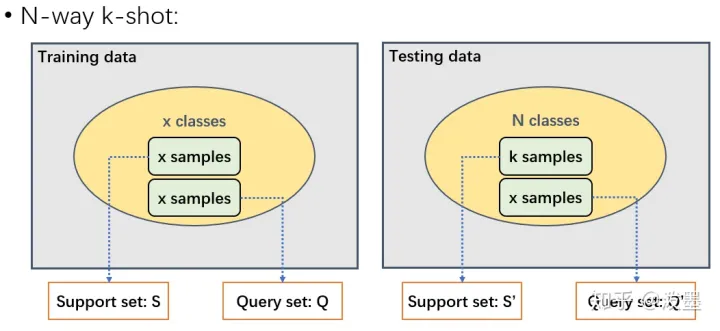 • N-way k-shot:
Training data
x classes
x samples
x samples
Support set: S
Query set: Q
Testing data
N classes
k samples
x samples
Support set: S'
Query set: Q'
知乎